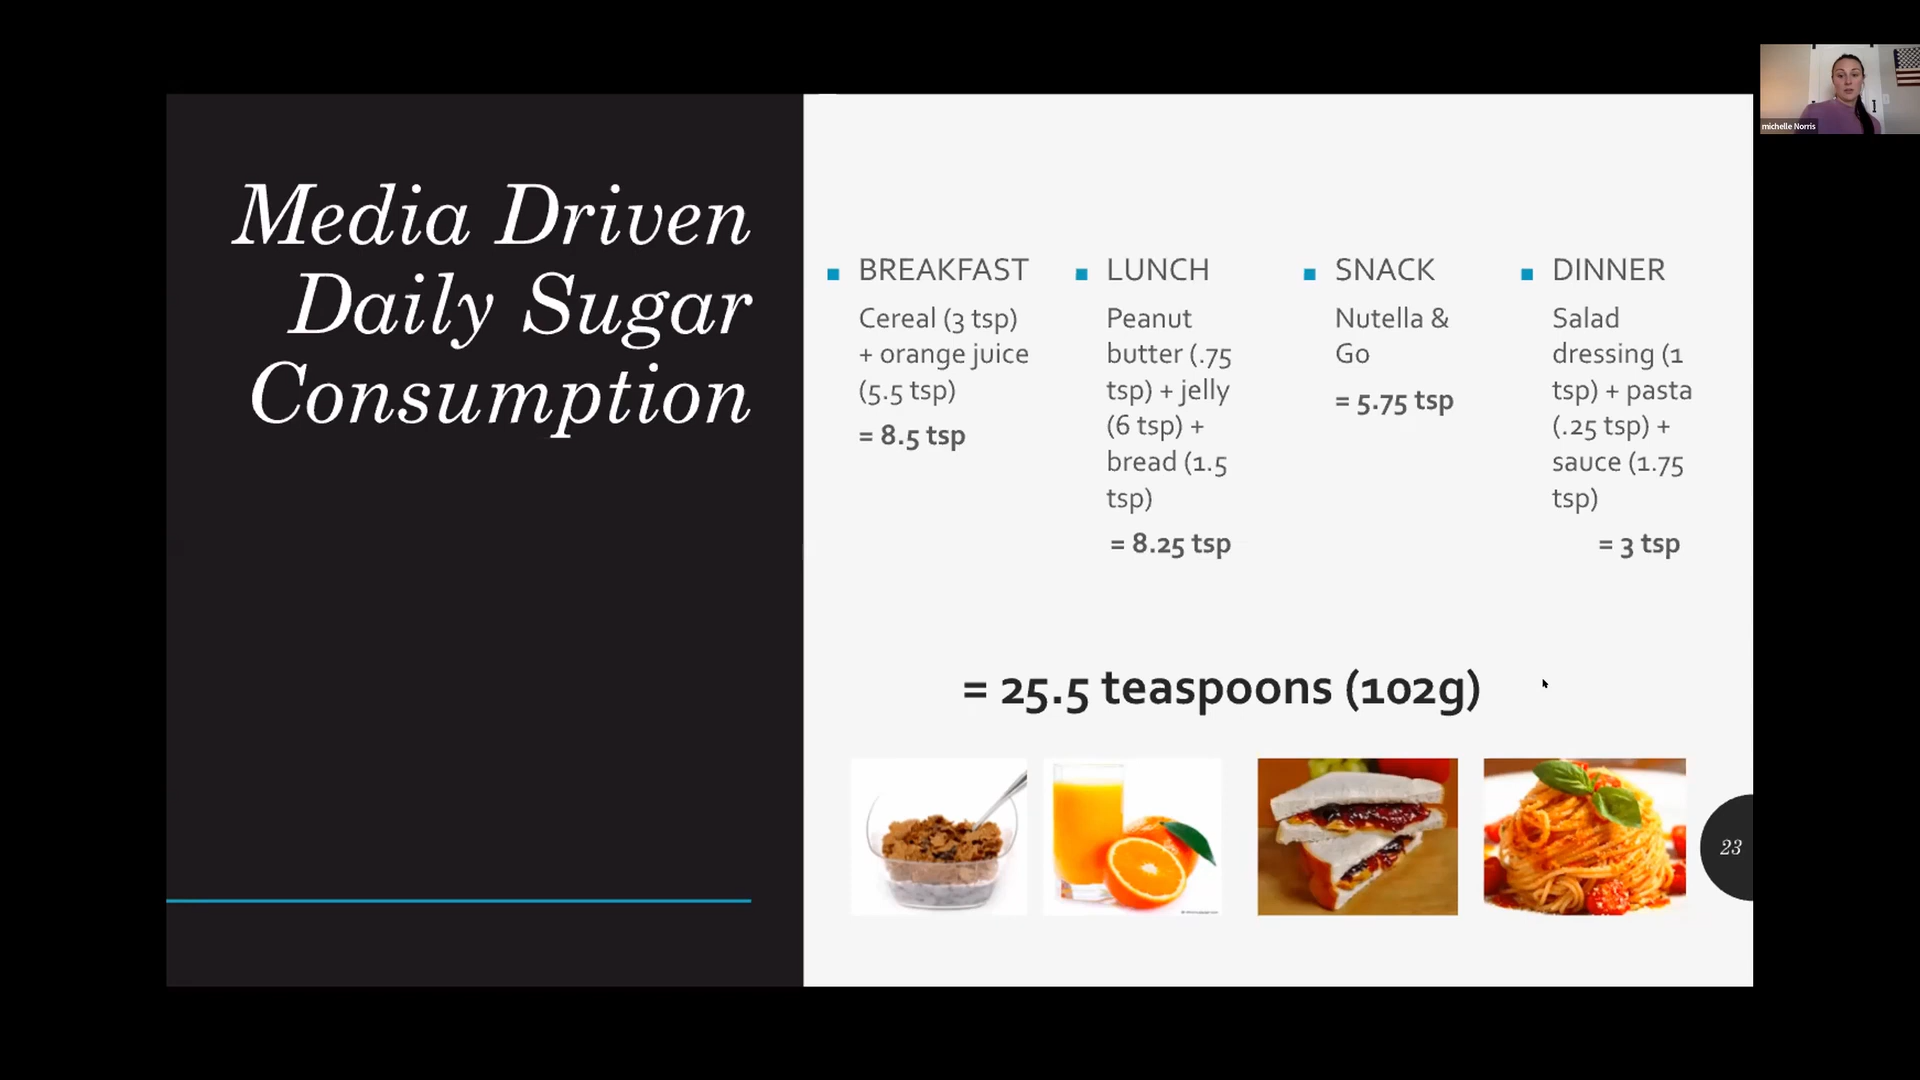 michelle Norris
Media Driven
Daily Sugar
Consumption
BREAKFAST
Cereal (3 tsp)
+ orange juice
(5.5 tsp)
= 8.5 tsp
LUNCH
Peanut
butter (.75
tsp) + jelly
(6 tsp) +
bread (1.5
tsp)
= 8.25 tsp
SNACK
Nutella &
Go
= 5.75 tsp
DINNER
Salad
dressing (1
tsp) + pasta
(.25 tsp) +
sauce (1.75
tsp)
= 3 tsp
= 25.5 teaspoons (102g)
23